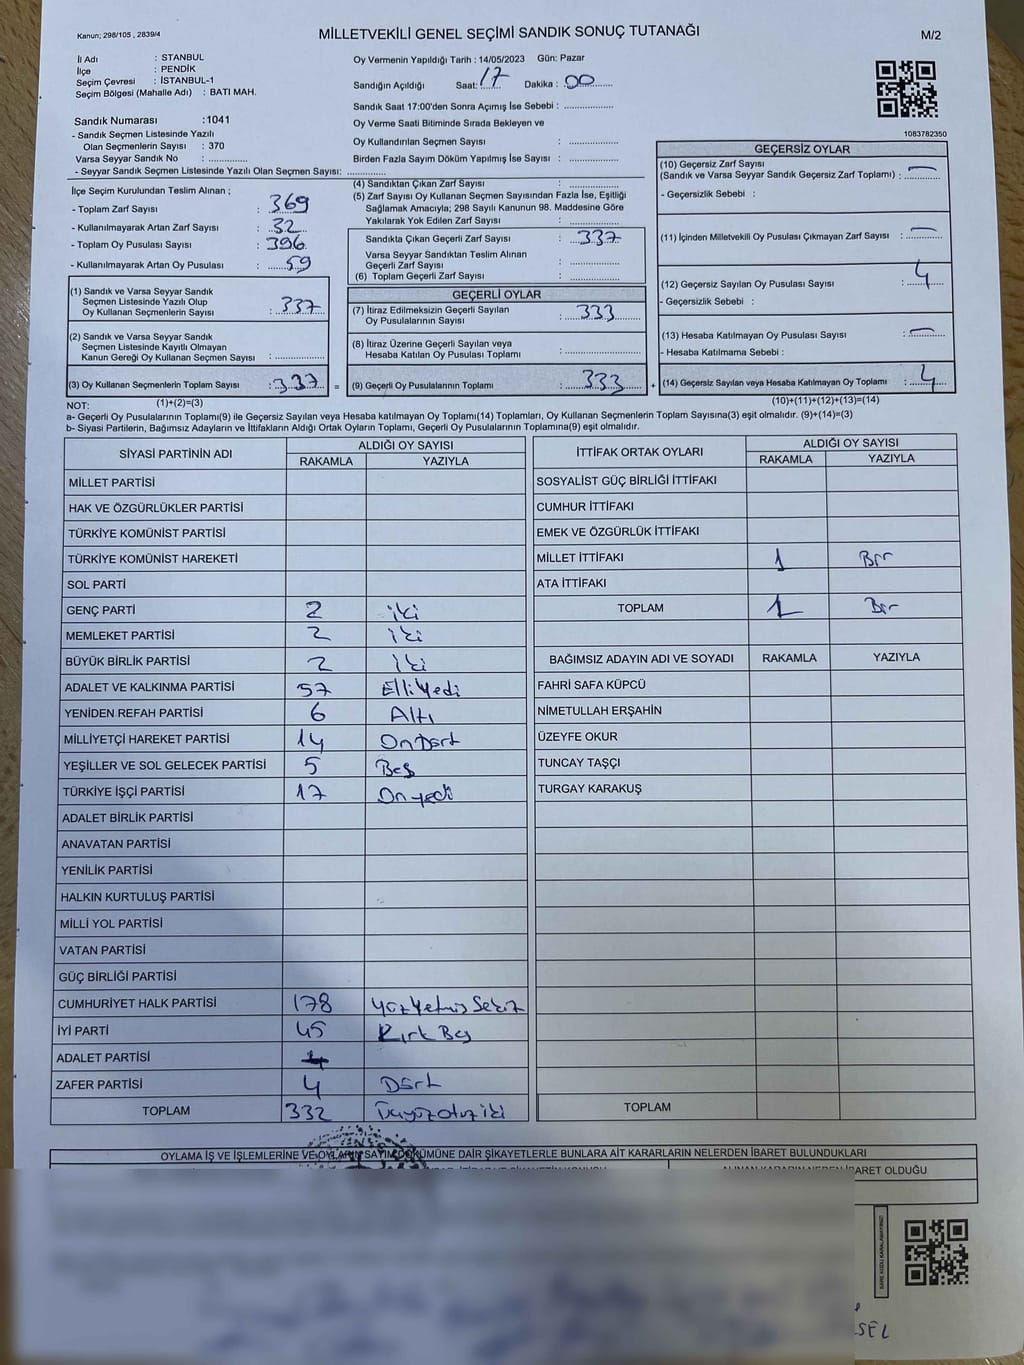 Kanun; 298/105 , 2839/4
MİLLETVEKİLİ GENEL SEÇİMİ SANDIK SONUÇ TUTANAĞI
M/2
İl Adı : STANBUL
İlçe : PENDİK
Seçim Çevresi : İSTANBUL-1
Seçim Bölgesi (Mahalle Adı) : BATI MAH.
Sandık Numarası :1041
- Sandık Seçmen Listesinde Yazılı
Olan Seçmenlerin Sayısı : 370
Varsa Seyyar Sandık No : ..............
- Seyyar Sandık Seçmen Listesinde Yazılı Olan Seçmen Sayısı: ..............
Oy Vermenin Yapıldığı Tarih : 14/05/2023 Gün: Pazar
Sandığın Açıldığı Saat: 17 Dakika : 00
Sandık Saat 17:00'den Sonra Açımış İse Sebebi : ..............
Oy Verme Saati Bitiminde Sırada Bekleyen ve
Oy Kullandırılan Seçmen Sayısı : ..............
Birden Fazla Sayım Döküm Yapılmış İse Sayısı : ..............
1083782350
İlçe Seçim Kurulundan Teslim Alınan ;
- Toplam Zarf Sayısı : 369
- Kullanılmayarak Artan Zarf Sayısı : 32
- Toplam Oy Pusulası Sayısı : 396
- Kullanılmayarak Artan Oy Pusulası : 59
(1) Sandık ve Varsa Seyyar Sandık
Seçmen Listesinde Yazılı Olup
Oy Kullanan Seçmenlerin Sayısı : 337
(2) Sandık ve Varsa Seyyar Sandık
Seçmen Listesinde Kayıtlı Olmayan
Kanun Gereği Oy Kullanan Seçmen Sayısı : ..............
(3) Oy Kullanan Seçmenlerin Toplam Sayısı : 337 =
(1)+(2)=(3)
(4) Sandıktan Çıkan Zarf Sayısı : ..............
(5) Zarf Sayısı Oy Kullanan Seçmen Sayısından Fazla İse, Eşitliği
Sağlamak Amacıyla; 298 Sayılı Kanunun 98. Maddesine Göre
Yakılarak Yok Edilen Zarf Sayısı : ..............
Sandıkta Çıkan Geçerli Zarf Sayısı : 337
Varsa Seyyar Sandıktan Teslim Alınan
Geçerli Zarf Sayısı : ..............
(6) Toplam Geçerli Zarf Sayısı : ..............
GEÇERLİ OYLAR
(7) İtiraz Edilmeksizin Geçerli Sayılan
Oy Pusulalarının Sayısı : 333
(8) İtiraz Üzerine Geçerli Sayılan veya
Hesaba Katılan Oy Pusulası Toplamı : ..............
(9) Geçerli Oy Pusulalarının Toplamı : 333 +
GEÇERSİZ OYLAR
(10) Geçersiz Zarf Sayısı
(Sandık ve Varsa Seyyar Sandık Geçersiz Zarf Toplamı) : —
- Geçersizlik Sebebi :
(11) İçinden Milletvekili Oy Pusulası Çıkmayan Zarf Sayısı : —
(12) Geçersiz Sayılan Oy Pusulası Sayısı : 4
- Geçersizlik Sebebi :
(13) Hesaba Katılmayan Oy Pusulası Sayısı : —
- Hesaba Katılmama Sebebi :
(14) Geçersiz Sayılan veya Hesaba Katılmayan Oy Toplamı : 4
(10)+(11)+(12)+(13)=(14)
NOT:
a- Geçerli Oy Pusulalarının Toplamı(9) ile Geçersiz Sayılan veya Hesaba katılmayan Oy Toplamı(14) Toplamları, Oy Kullanan Seçmenlerin Toplam Sayısına(3) eşit olmalıdır. (9)+(14)=(3)
b- Siyasi Partilerin, Bağımsız Adayların ve İttifakların Aldığı Ortak Oyların Toplamı, Geçerli Oy Pusulalarının Toplamına(9) eşit olmalıdır.
SİYASİ PARTİNİN ADI ALDIĞI OY SAYISI
RAKAMLA YAZIYLA
MİLLET PARTİSİ
HAK VE ÖZGÜRLÜKLER PARTİSİ
TÜRKİYE KOMÜNİST PARTİSİ
TÜRKİYE KOMÜNİST HAREKETİ
SOL PARTİ
GENÇ PARTİ 2 iki
MEMLEKET PARTİSİ 2 iki
BÜYÜK BİRLİK PARTİSİ 2 iki
ADALET VE KALKINMA PARTİSİ 57 Elli Yedi
YENİDEN REFAH PARTİSİ 6 Altı
MİLLİYETÇİ HAREKET PARTİSİ 14 On Dört
YEŞİLLER VE SOL GELECEK PARTİSİ 5 Beş
TÜRKİYE İŞÇİ PARTİSİ 17 On yedi
ADALET BİRLİK PARTİSİ
ANAVATAN PARTİSİ
YENİLİK PARTİSİ
HALKIN KURTULUŞ PARTİSİ
MİLLİ YOL PARTİSİ
VATAN PARTİSİ
GÜÇ BİRLİĞİ PARTİSİ
CUMHURİYET HALK PARTİSİ 178 Yüz Yetmiş Sekiz
İYİ PARTİ 45 Kırk Beş
ADALET PARTİSİ
ZAFER PARTİSİ 4 Dört
TOPLAM 332 Üçyüz otuz iki
İTTİFAK ORTAK OYLARI ALDIĞI OY SAYISI
RAKAMLA YAZIYLA
SOSYALİST GÜÇ BİRLİĞİ İTTİFAKI
CUMHUR İTTİFAKI
EMEK VE ÖZGÜRLÜK İTTİFAKI
MİLLET İTTİFAKI 1 Bir
ATA İTTİFAKI
TOPLAM 1 Bir
BAĞIMSIZ ADAYIN ADI VE SOYADI RAKAMLA YAZIYLA
FAHRİ SAFA KÜPCÜ
NİMETULLAH ERŞAHİN
ÜZEYFE OKUR
TUNCAY TAŞÇI
TURGAY KARAKUŞ
TOPLAM
OYLAMA İŞ VE İŞLEMLERİNE VE OYLARIN SAYIM DÖKÜMÜNE DAİR ŞİKAYETLERLE BUNLARA AİT KARARLARIN NELERDEN İBARET BULUNDUKLARI
ALINAN KARARIN NEDEN İBARET OLDUĞU